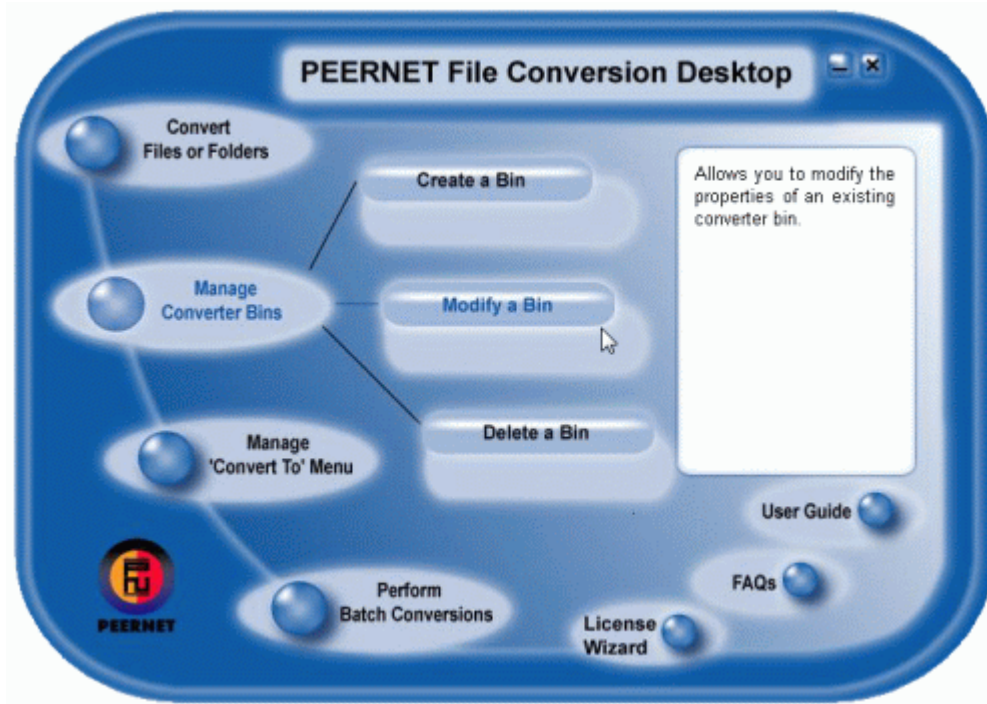 PEERNET File Conversion Desktop
Convert
Files or Folders
Create a Bin
Allows you to modify the
properties of an existing
converter bin.
Manage
Converter Bins
Modify a Bin
Delete a Bin
Manage
'Convert To' Menu
User Guide
Perform
Batch Conversions
FAQs
License
Wizard
PEERNET